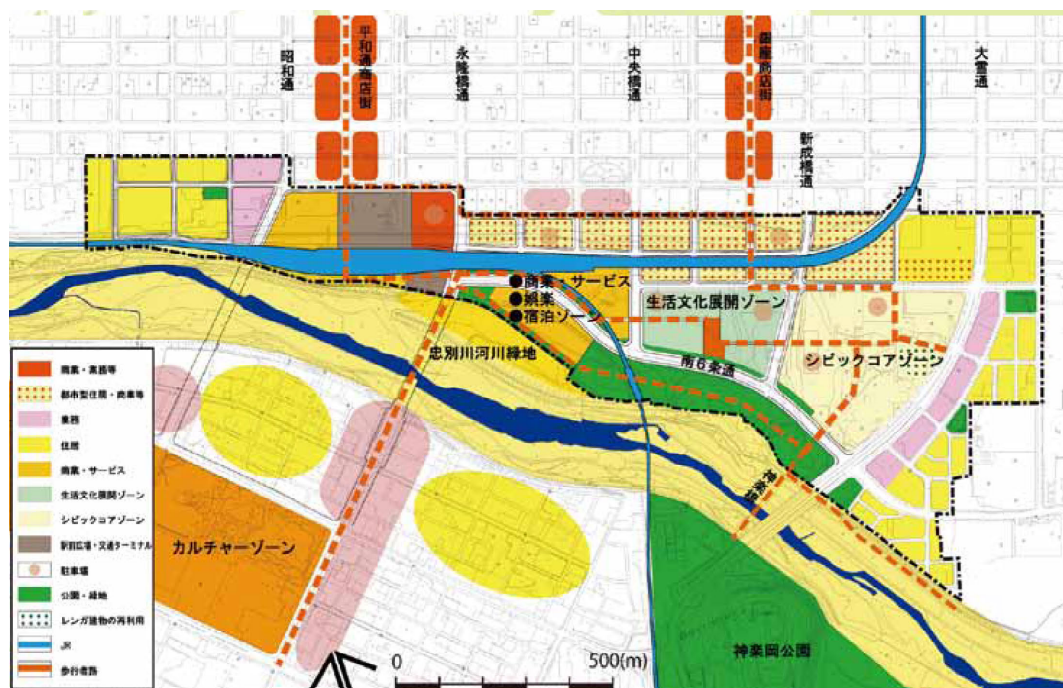 昭和通
平和通商店街
永隆橋通
中央橋通
銀座商店街
新成橋通
大雪通
●商業・サービス
●娯楽
●宿泊ゾーン
生活文化展開ゾーン
忠別川河川緑地
南6条通
シビックコアゾーン
神楽橋
カルチャーゾーン
神楽岡公園
商業・業務等
都市型住居・商業等
業務
住居
商業・サービス
生活文化展開ゾーン
シビックコアゾーン
駅前広場・交通ターミナル
駐車場
公園・緑地
レンガ建物の再利用
JR
歩行者路
0
500(m)